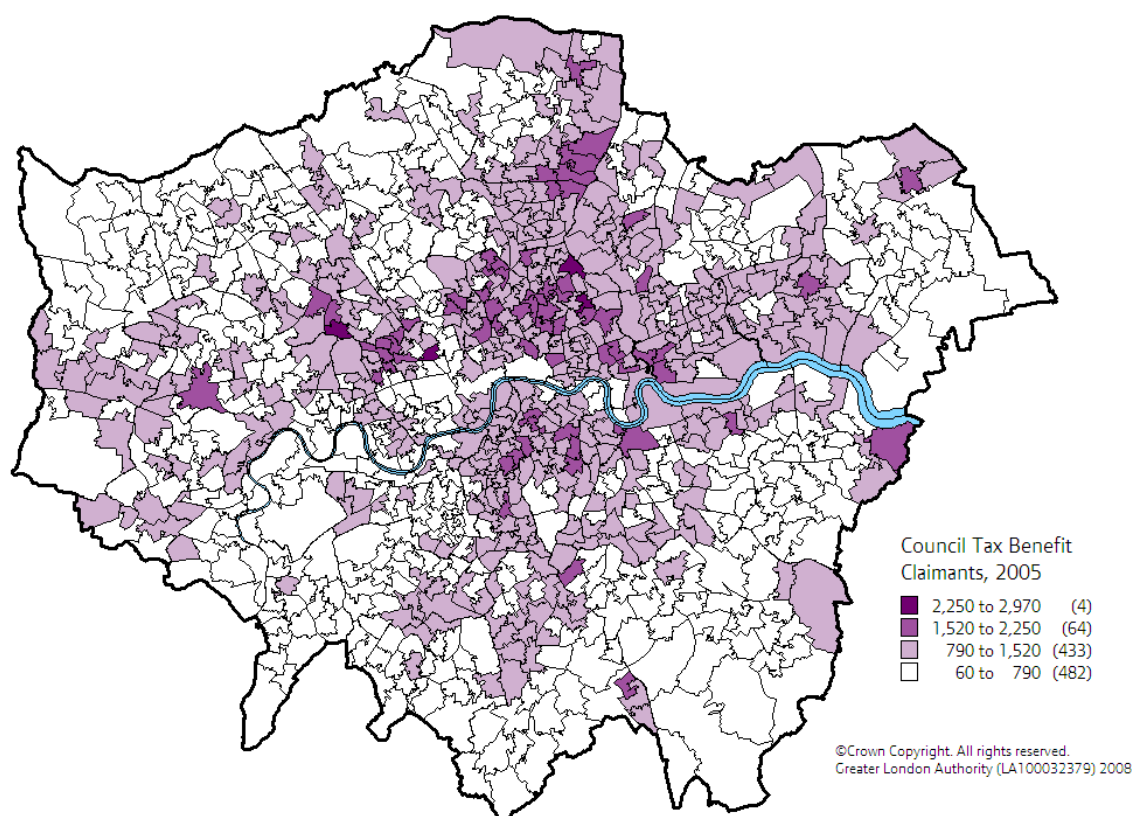 Council Tax Benefit
Claimants, 2005
2,250 to 2,970 (4)
1,520 to 2,250 (64)
790 to 1,520 (433)
60 to 790 (482)
©Crown Copyright. All rights reserved.
Greater London Authority (LA100032379) 2008